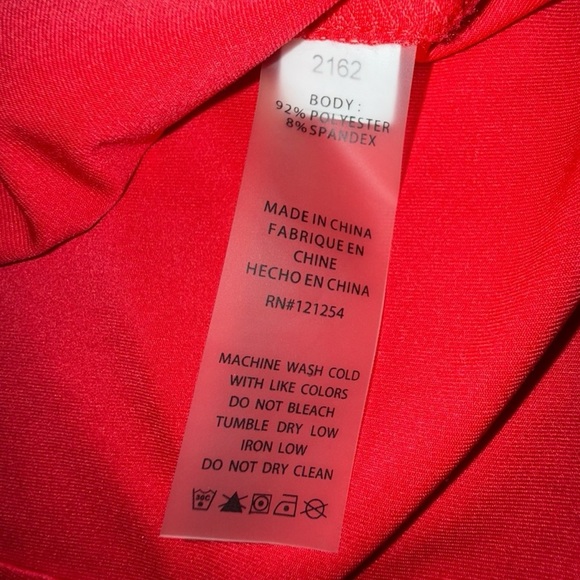 2162
BODY :
92% POLYESTER
8%SPANDEX
MADE IN CHINA
FABRIQUE EN
CHINE
HECHO EN CHINA
RN#121254
MACHINE WASH COLD
WITH LIKE COLORS
DO NOT BLEACH
TUMBLE DRY LOW
IRON LOW
DO NOT DRY CLEAN
30C